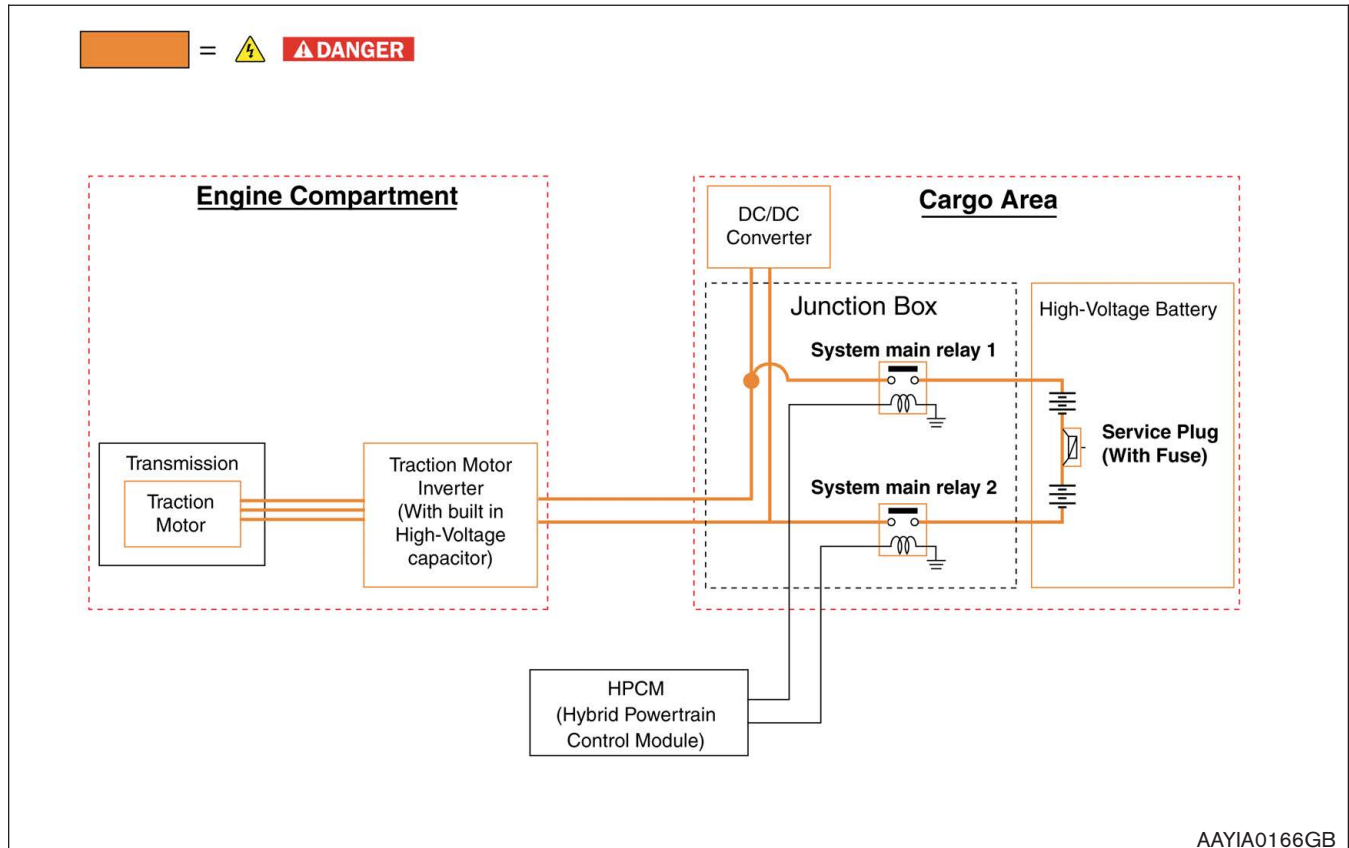 = DANGER
Engine Compartment
Cargo Area
DC/DC
Converter
Junction Box
High-Voltage Battery
System main relay 1
Service Plug
(With Fuse)
Transmission
Traction
Motor
Traction Motor
Inverter
(With built in
High-Voltage
capacitor)
System main relay 2
HPCM
(Hybrid Powertrain
Control Module)
AAYIA0166GB